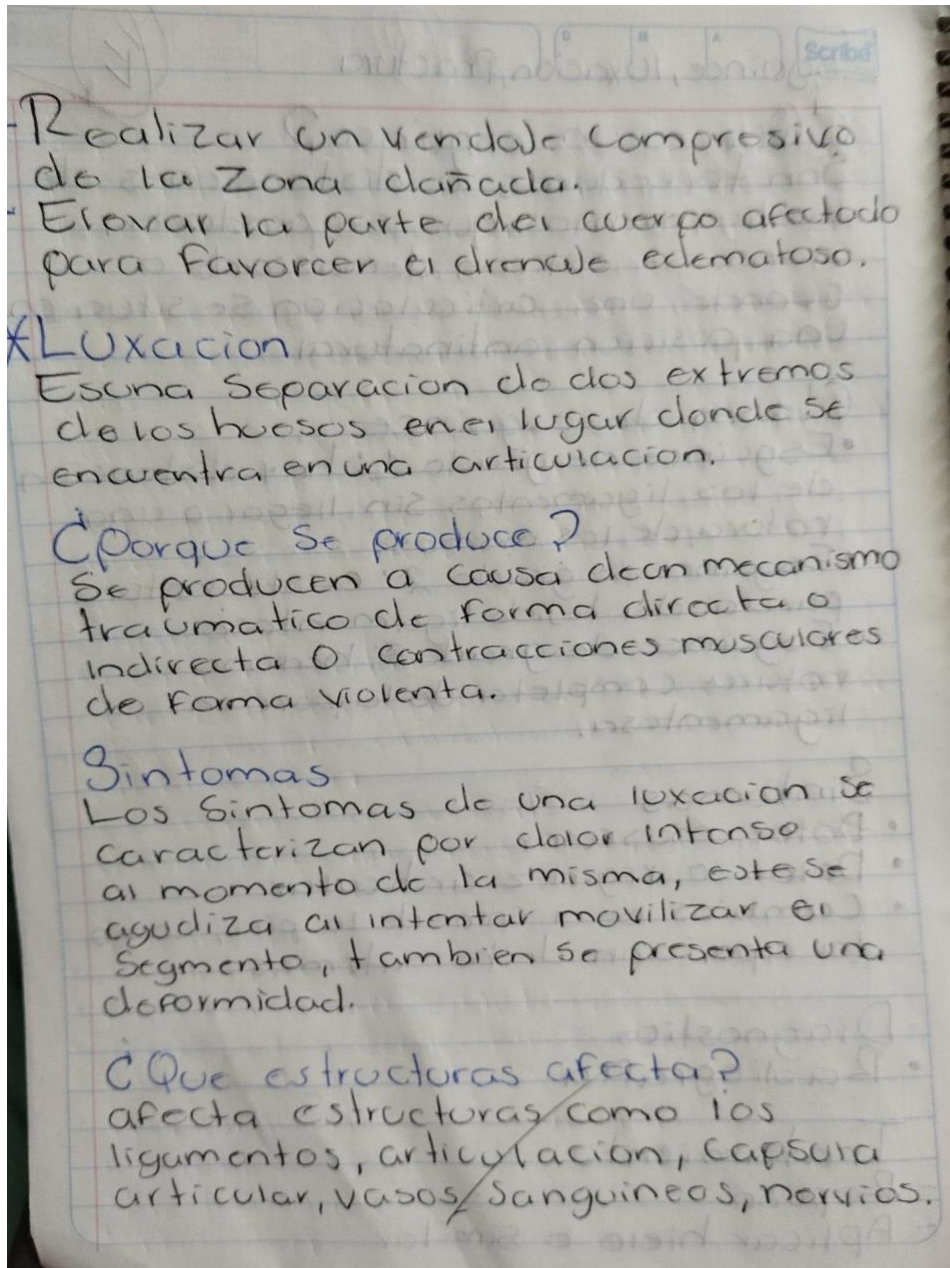 Scribe
- Realizar un vendaje compresivo
de la zona dañada.
- Elevar la parte del cuerpo afectado
para favorcer el drenaje edematoso.
*Luxacion
Es una separacion de dos extremos
de los huesos en el lugar donde se
encuentra en una articulacion.
¿Porque se produce?
Se producen a causa de un mecanismo
traumatico de forma directa o
indirecta o contracciones musculares
de forma violenta.
Sintomas
Los sintomas de una luxacion se
caracterizan por dolor intenso
al momento de la misma, este se
agudiza al intentar movilizar el
segmento, tambien se presenta una
deformidad.
¿Que estructuras afecta?
afecta estructuras como los
ligamentos, articulacion, capsula
articular, vasos sanguineos, nervios.